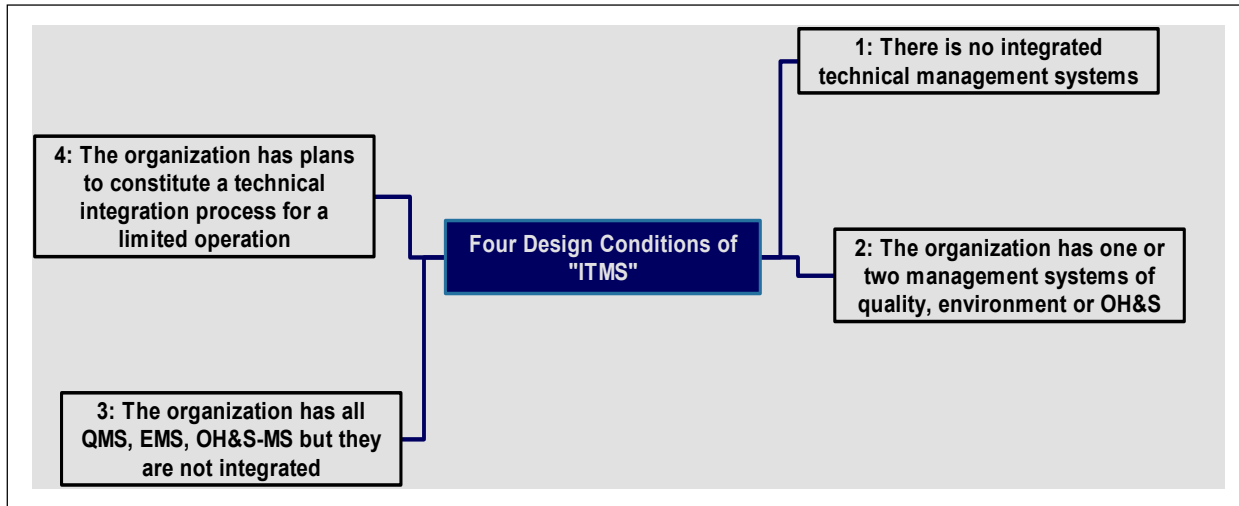 1: There is no integrated
technical management systems
4: The organization has plans
to constitute a technical
integration process for a
limited operation
Four Design Conditions of
"ITMS"
2: The organization has one or
two management systems of
quality, environment or OH&S
3: The organization has all
QMS, EMS, OH&S-MS but they
are not integrated